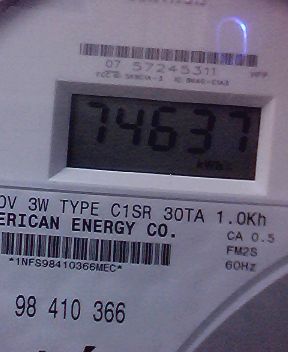 07 57245311
74637
kWh
0V 3W TYPE C1SR 30TA 1.0Kh
ERICAN ENERGY CO.
CA 0.5
FM2S
60Hz
*1NFS98410366MEC*
98 410 366